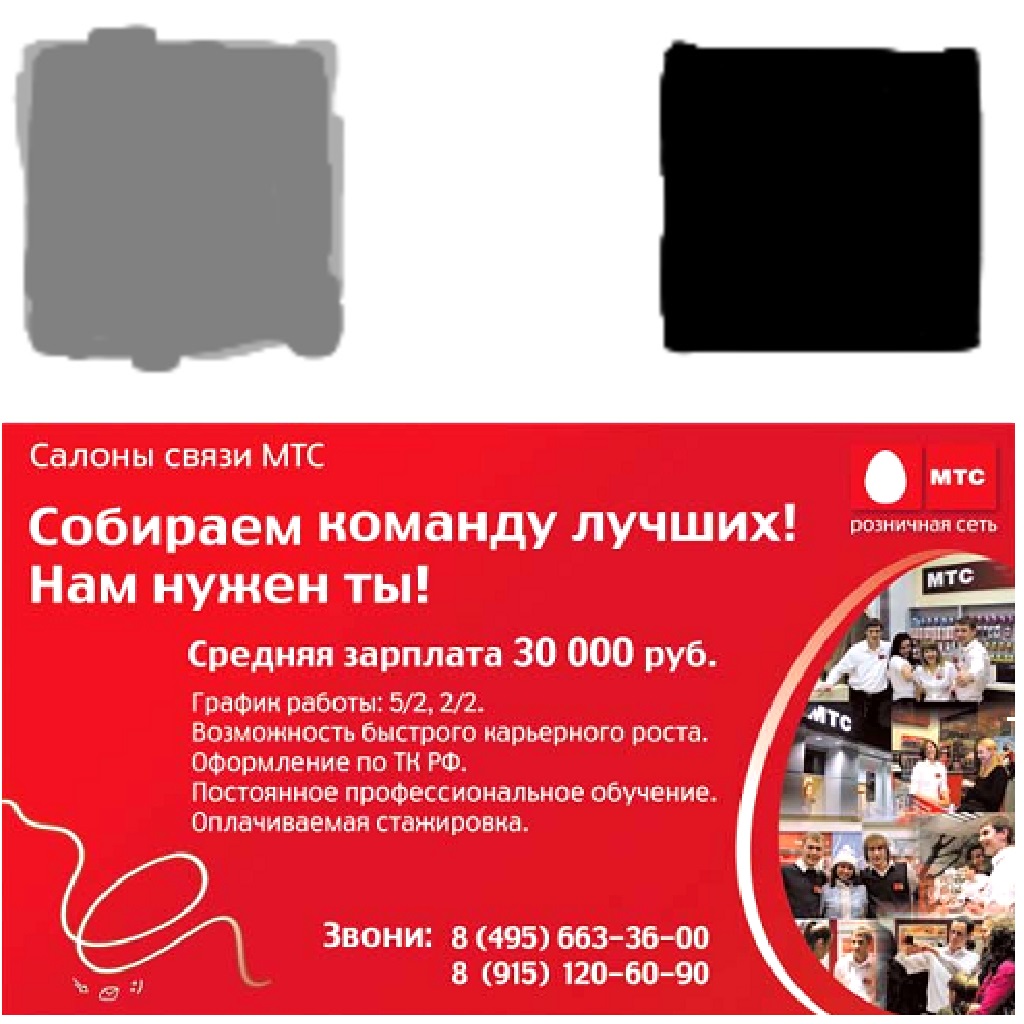 Салоны связи МТС
МТС
розничная сеть
Собираем команду лучших!
Нам нужен ты!
МТС
Средняя зарплата 30 000 руб.
График работы: 5/2, 2/2.
МТС
Возможность быстрого карьерного роста.
Оформление по ТК РФ.
Постоянное профессиональное обучение.
Оплачиваемая стажировка.
Звони: 8 (495) 663-36-00
8 (915) 120-60-90
:)